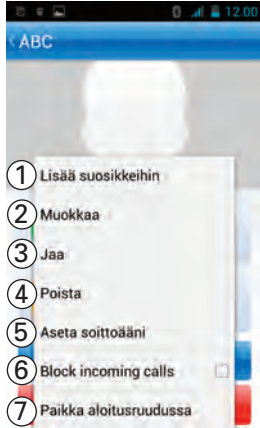 12.00
ABC
1 Lisää suosikkeihin
2 Muokkaa
3 Jaa
4 Poista
5 Aseta soittoääni
6 Block incoming calls
7 Paikka aloitusruudussa